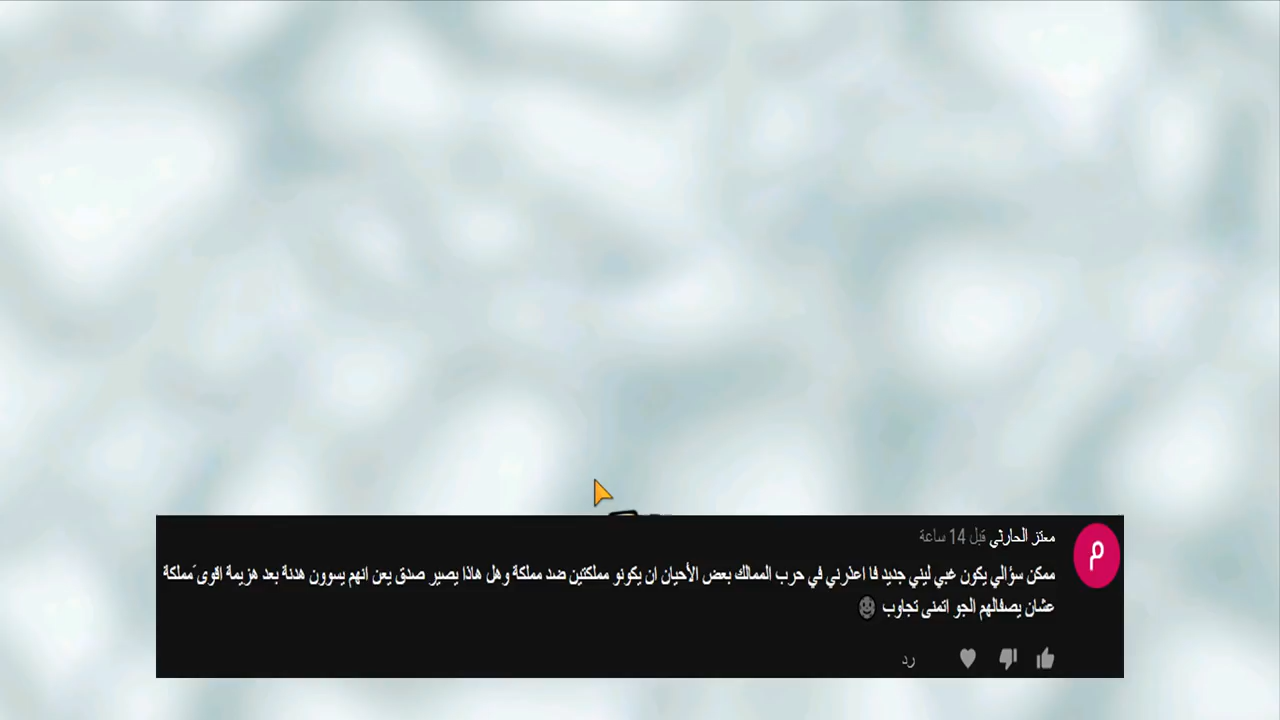 معتز الحارثي قبل 14 ساعة
م
ممكن سؤالي يكون غبي ليني جديد فا اعذرني في حرب الممالك بعض الأحيان ان يكونو مملكتين ضد مملكة وهل هاذا يصير صدق يعن انهم يسوون هدنة بعد هزيمة اقوى َمملكة
عشان يصفالهم الجو اتمنى تجاوب
رد